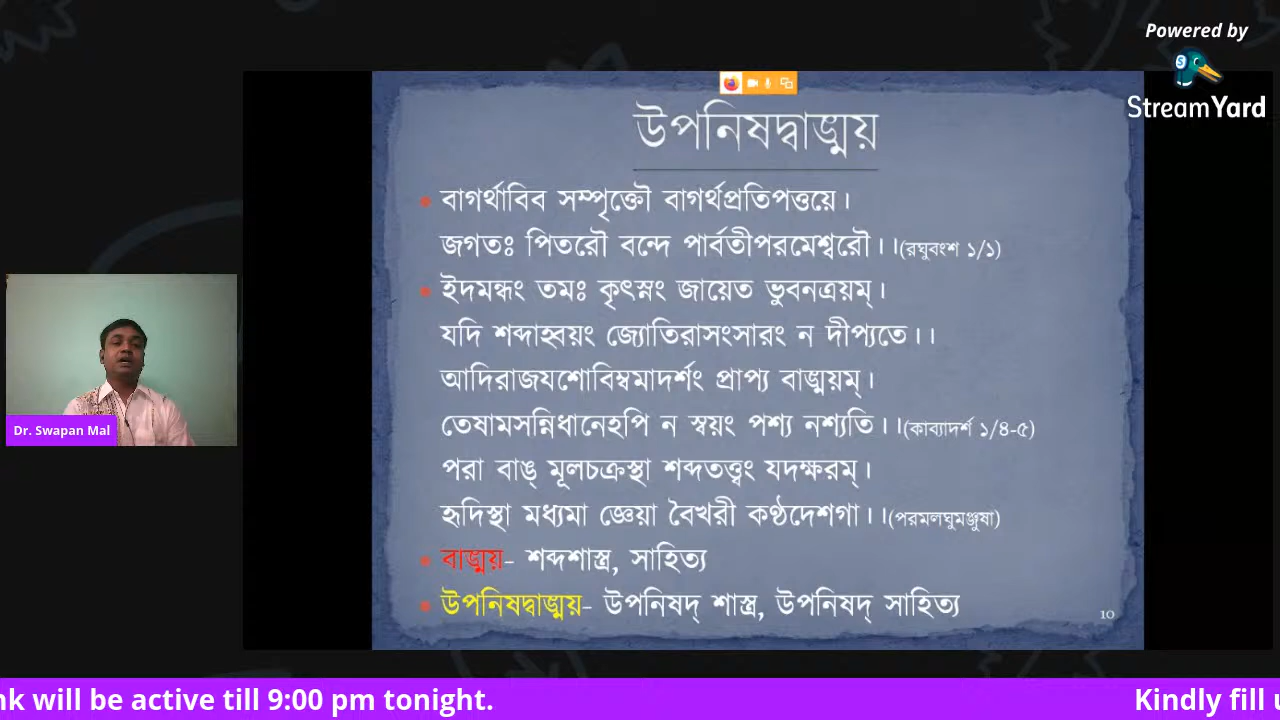 Powered by
StreamYard
উপনিষদ্বাঙ্ময়
বাগর্থাবিব সম্পৃক্তৌ বাগর্থপ্রতিপত্তয়ে।
জগতঃ পিতরৌ বন্দে পার্বতীপরমেশ্বরৌ।।(রঘুবংশ ১/১)
ইদমন্ধং তমঃ কৃৎস্নং জায়েত ভুবনত্রয়ম্।
যদি শব্দাহ্বয়ং জ্যোতিরাসংসারং ন দীপ্যতে।।
আদিরাজযশোবিম্বমাদর্শং প্রাপ্য বাঙ্ময়ম্।
তেষামসন্নিধানেহপি ন স্বয়ং পশ্য নশ্যতি।।(কাব্যাদর্শ ১/৪-৫)
পরা বাঙ্ মূলচক্রস্থা শব্দতত্ত্বং যদক্ষরম্।
হৃদিস্থা মধ্যমা জ্ঞেয়া বৈখরী কণ্ঠদেশগা।।(পরমলঘুমঞ্জুষা)
বাঙ্ময়- শব্দশাস্ত্র, সাহিত্য
উপনিষদ্বাঙ্ময়- উপনিষদ্ শাস্ত্র, উপনিষদ্ সাহিত্য
10
Dr. Swapan Mal
nk will be active till 9:00 pm tonight. Kindly fill u